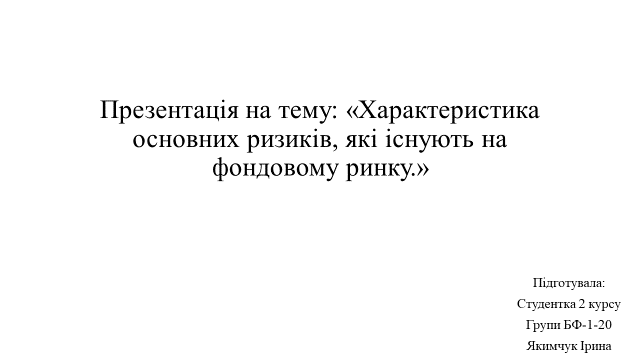 Презентація на тему: «Характеристика
основних ризиків, які існують на
фондовому ринку.»
Підготувала:
Студентка 2 курсу
Групи БФ-1-20
Якимчук Ірина